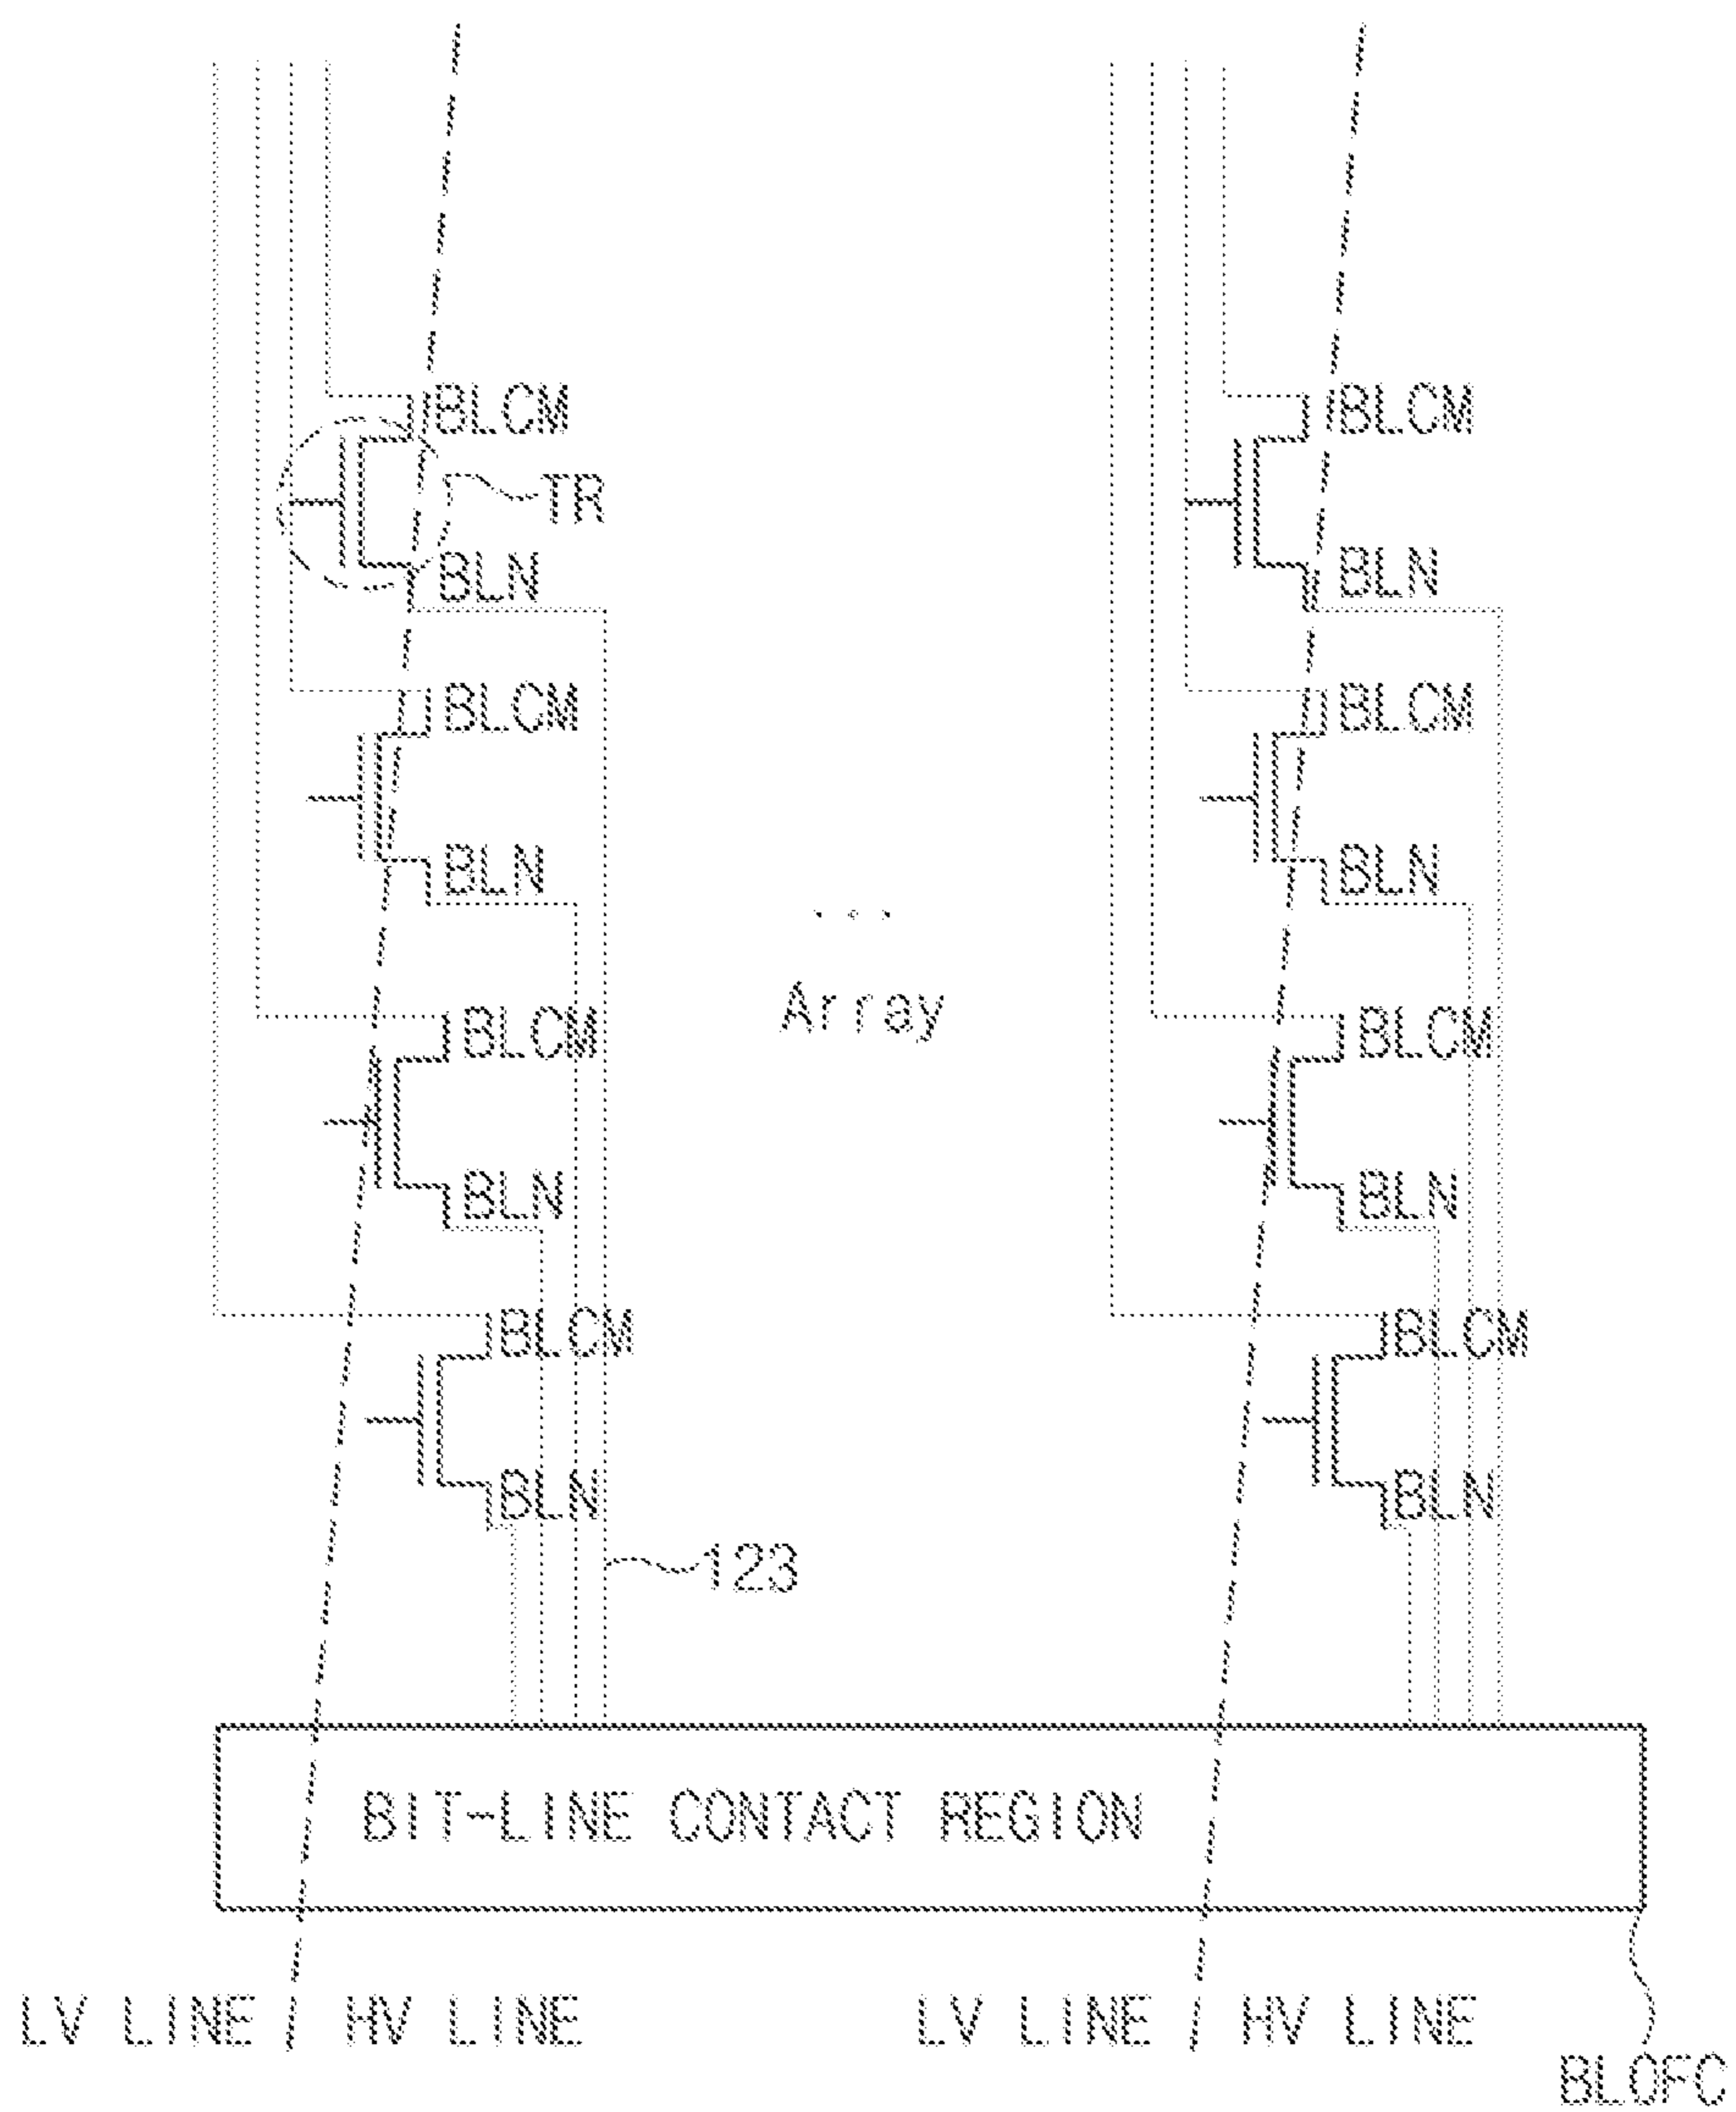 BLCM BLCM
TR
BLN BLN
BLCM BLCM
BLN BLN
...
Array
BLCM BLCM
BLN BLN
BLCM BLCM
BLN BLN
123
BIT-LINE CONTACT REGION
LV LINE / HV LINE LV LINE / HV LINE
BLOFC